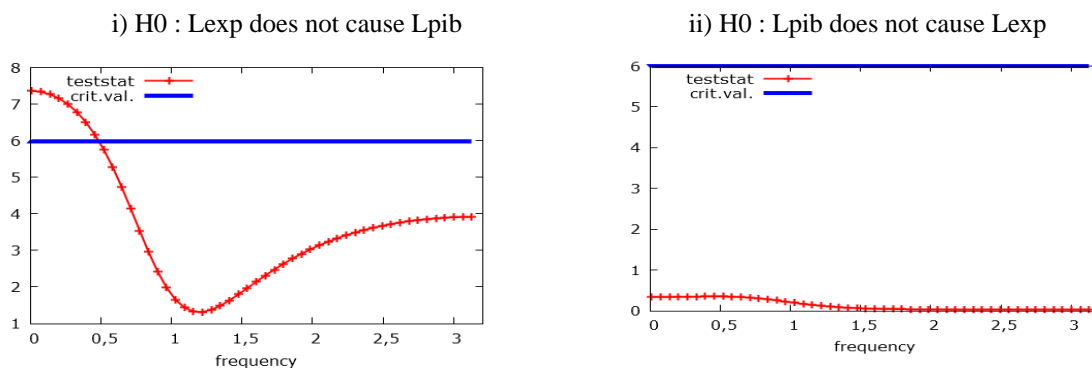 i) H0 : Lexp does not cause Lpib
8
7
6
5
4
3
2
1
teststat
crit.val.
0 0,5 1 1,5 2 2,5 3
frequency
ii) H0 : Lpib does not cause Lexp
6
5
4
3
2
1
0
teststat
crit.val.
0 0,5 1 1,5 2 2,5 3
frequency